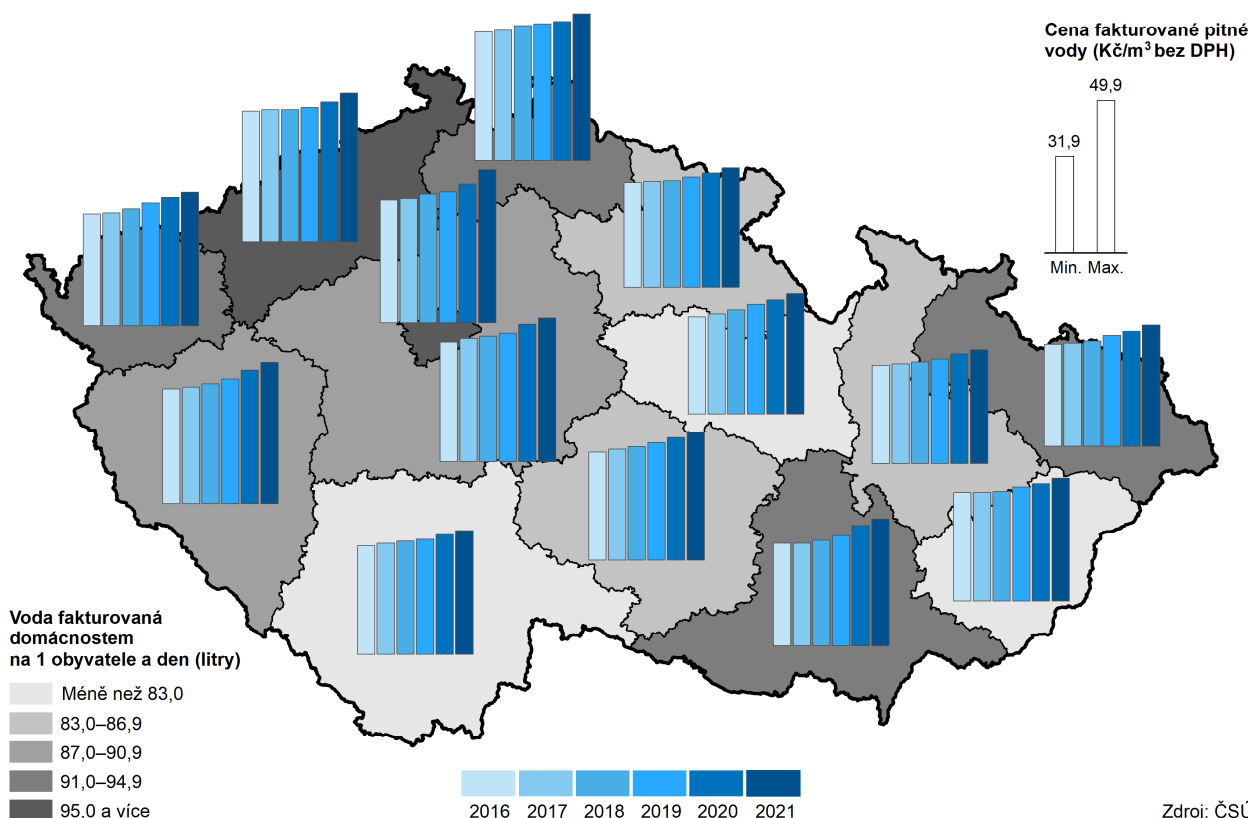 Cena fakturované pitné
vody (Kč/m³ bez DPH)
49,9
31,9
Min. Max.
Voda fakturovaná
domácnostem
na 1 obyvatele a den (litry)
Méně než 83,0
83,0–86,9
87,0–90,9
91,0–94,9
95.0 a více
2016 2017 2018 2019 2020 2021
Zdroj: ČSÚ